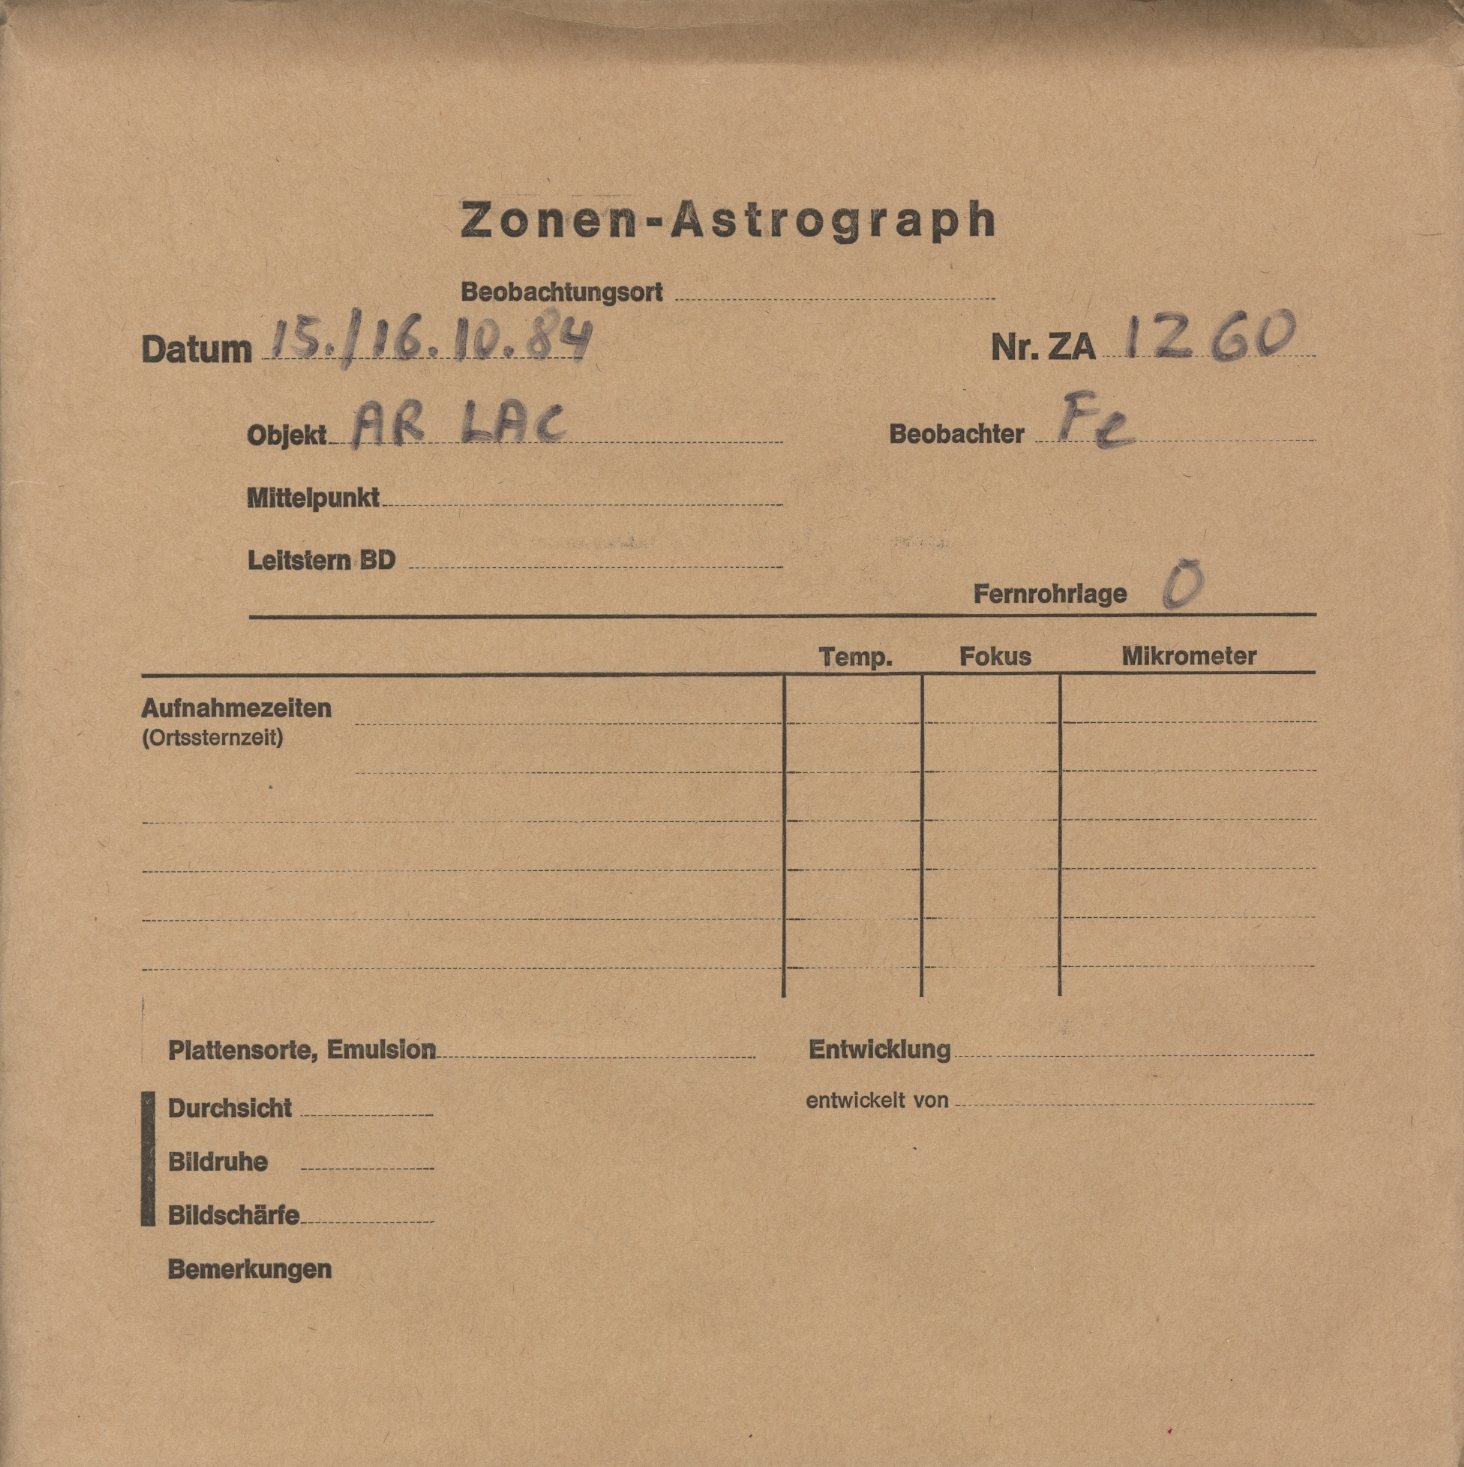 Zonen-Astrograph
Beobachtungsort
Datum 15./16.10.84 Nr. ZA 1260
Objekt AR LAC Beobachter Fe
Mittelpunkt
Leitstern BD
Fernrohrlage O
Temp. Fokus Mikrometer
Aufnahmezeiten
(Ortssternzeit)
Plattensorte, Emulsion Entwicklung
Durchsicht entwickelt von
Bildruhe
Bildschärfe
Bemerkungen